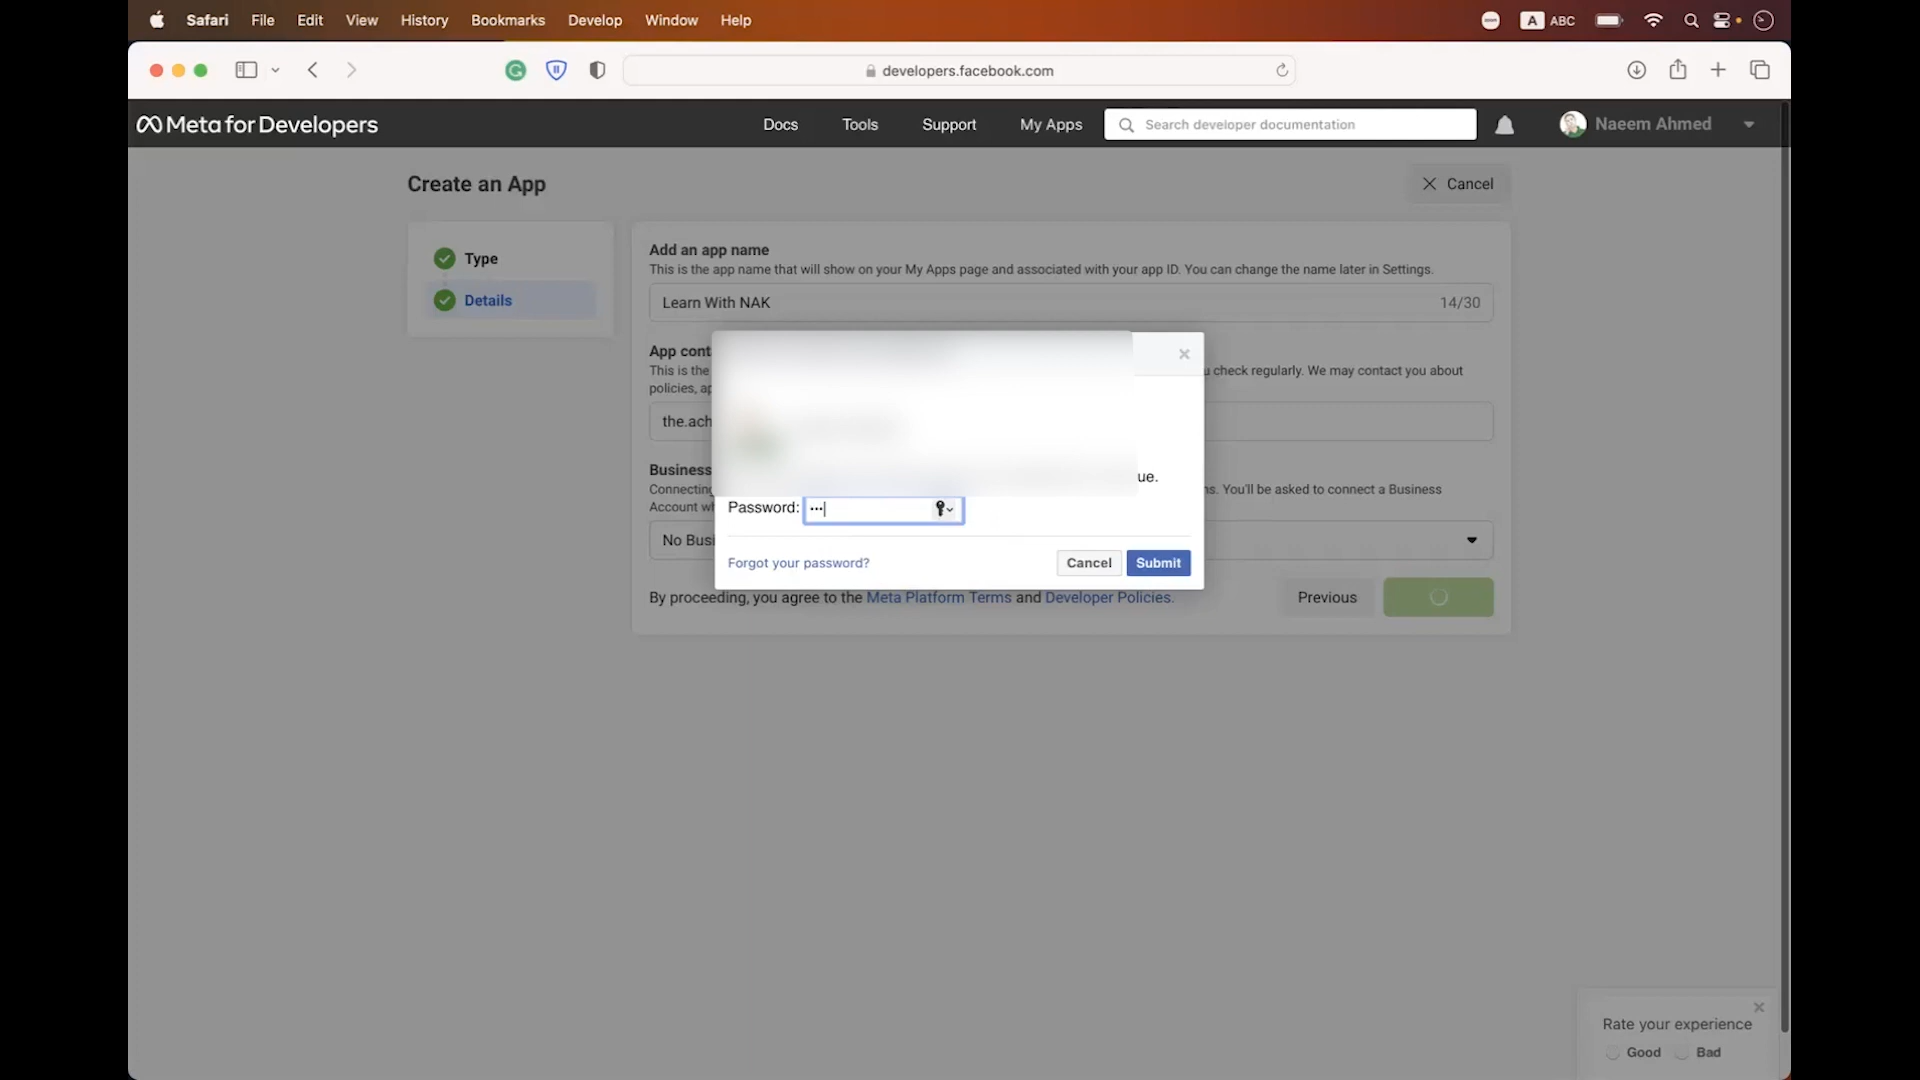 Safari File Edit View History Bookmarks Develop Window Help A ABC
developers.facebook.com
Meta for Developers Docs Tools Support My Apps Search developer documentation Naeem Ahmed
Create an App
Cancel
Type
Details
Add an app name
This is the app name that will show on your My Apps page and associated with your app ID. You can change the name later in Settings.
Learn With NAK 14/30
App cont
This is the u check regularly. We may contact you about
policies, ap
the.ach
ue.
Business
Connecting ns. You'll be asked to connect a Business
Account wh
Password: •••
No Busi
Forgot your password? Cancel Submit
By proceeding, you agree to the Meta Platform Terms and Developer Policies. Previous
Rate your experience
Good Bad